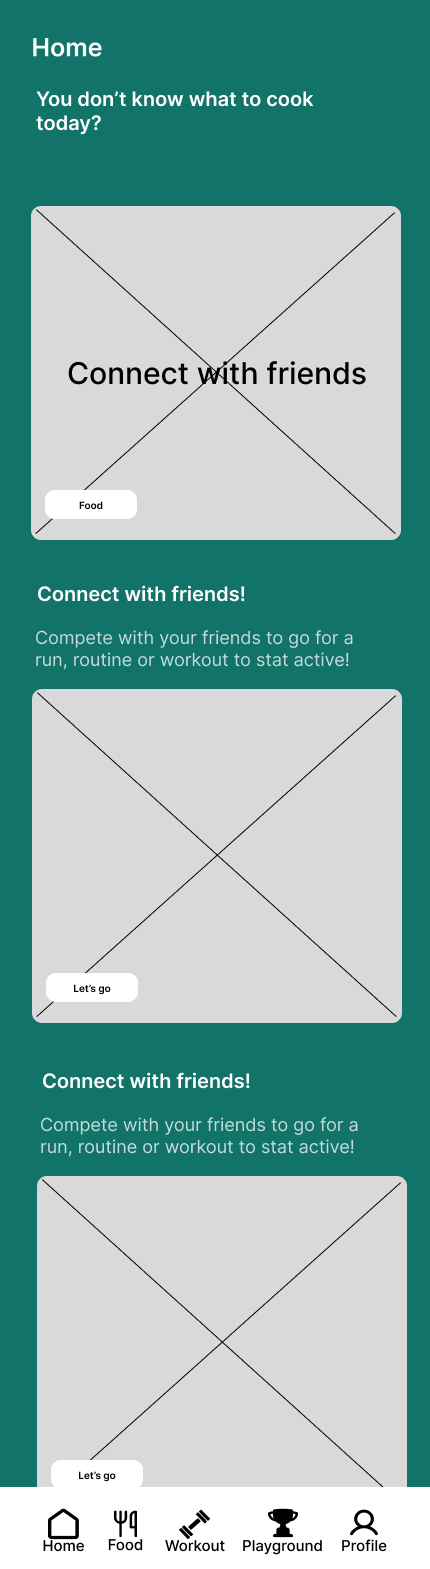 Home
You don’t know what to cook
today?
Connect with friends
Food
Connect with friends!
Compete with your friends to go for a
run, routine or workout to stat active!
Let’s go
Connect with friends!
Compete with your friends to go for a
run, routine or workout to stat active!
Let’s go
Home Food Workout Playground Profile